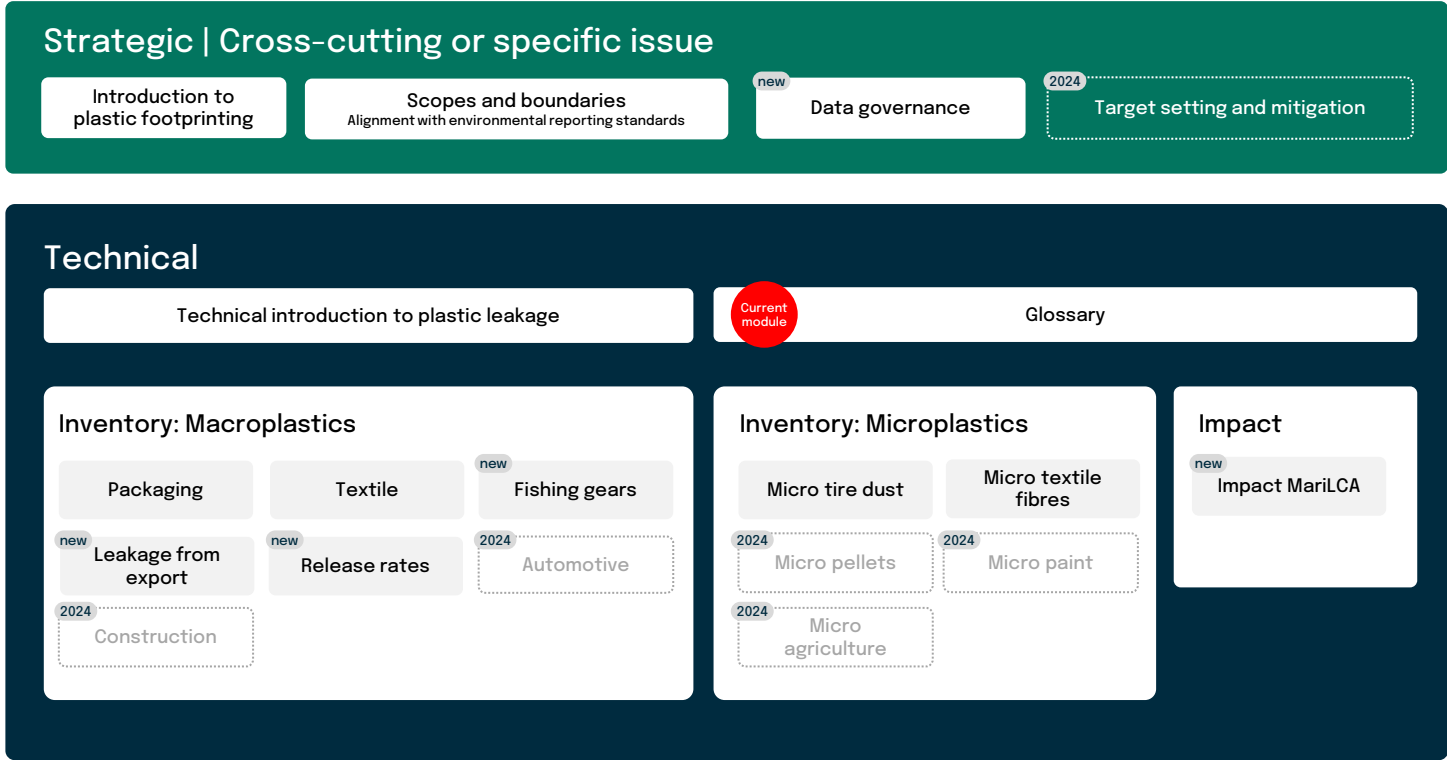 Strategic | Cross-cutting or specific issue
Introduction to
plastic footprinting
Scopes and boundaries
Alignment with environmental reporting standards
new
Data governance
2024
Target setting and mitigation
Technical
Technical introduction to plastic leakage
Current
module
Glossary
Inventory: Macroplastics
Packaging
Textile
new
Fishing gears
new
Leakage from
export
new
Release rates
2024
Automotive
2024
Construction
Inventory: Microplastics
Micro tire dust
Micro textile
fibres
2024
Micro pellets
2024
Micro paint
2024
Micro
agriculture
Impact
new
Impact MariLCA